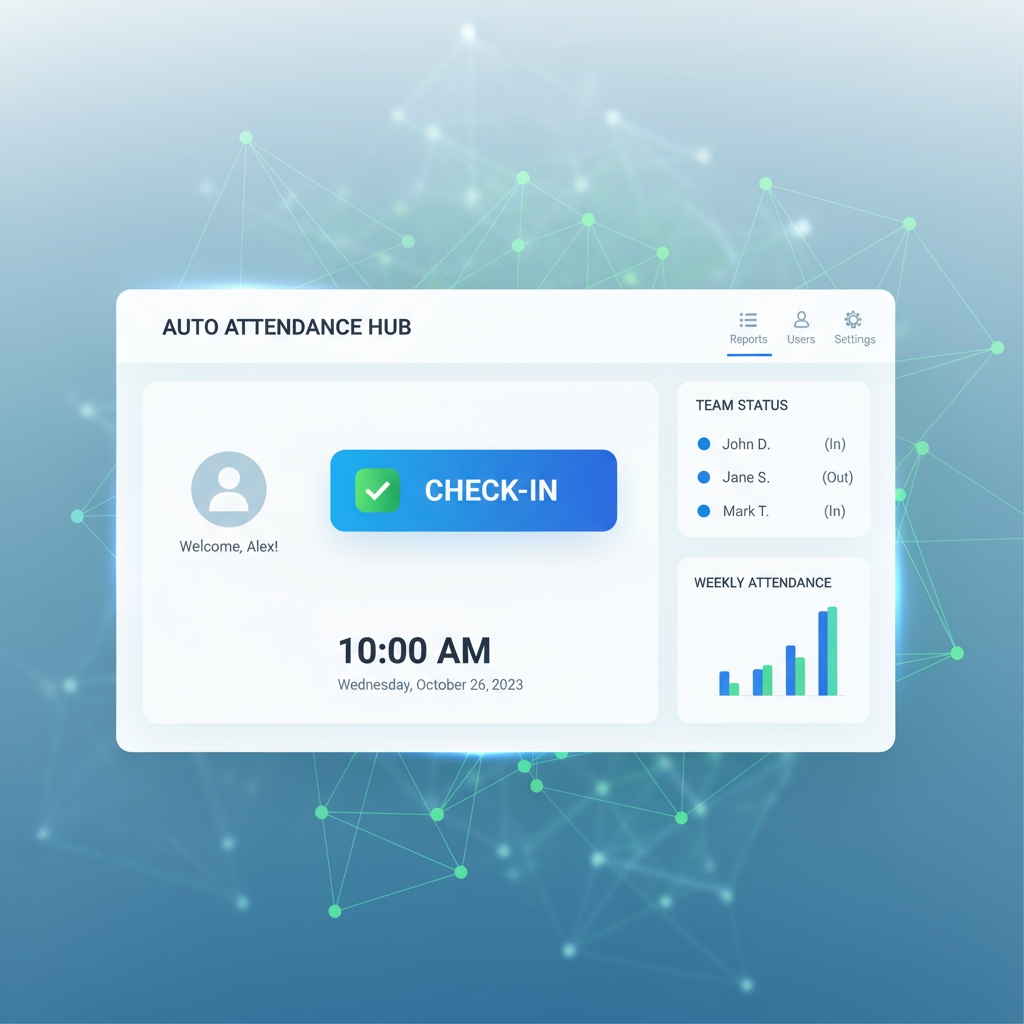 AUTO ATTENDANCE HUB
Reports Users Settings
Welcome, Alex!
CHECK-IN
10:00 AM
Wednesday, October 26, 2023
TEAM STATUS
John D. (In)
Jane S. (Out)
Mark T. (In)
WEEKLY ATTENDANCE